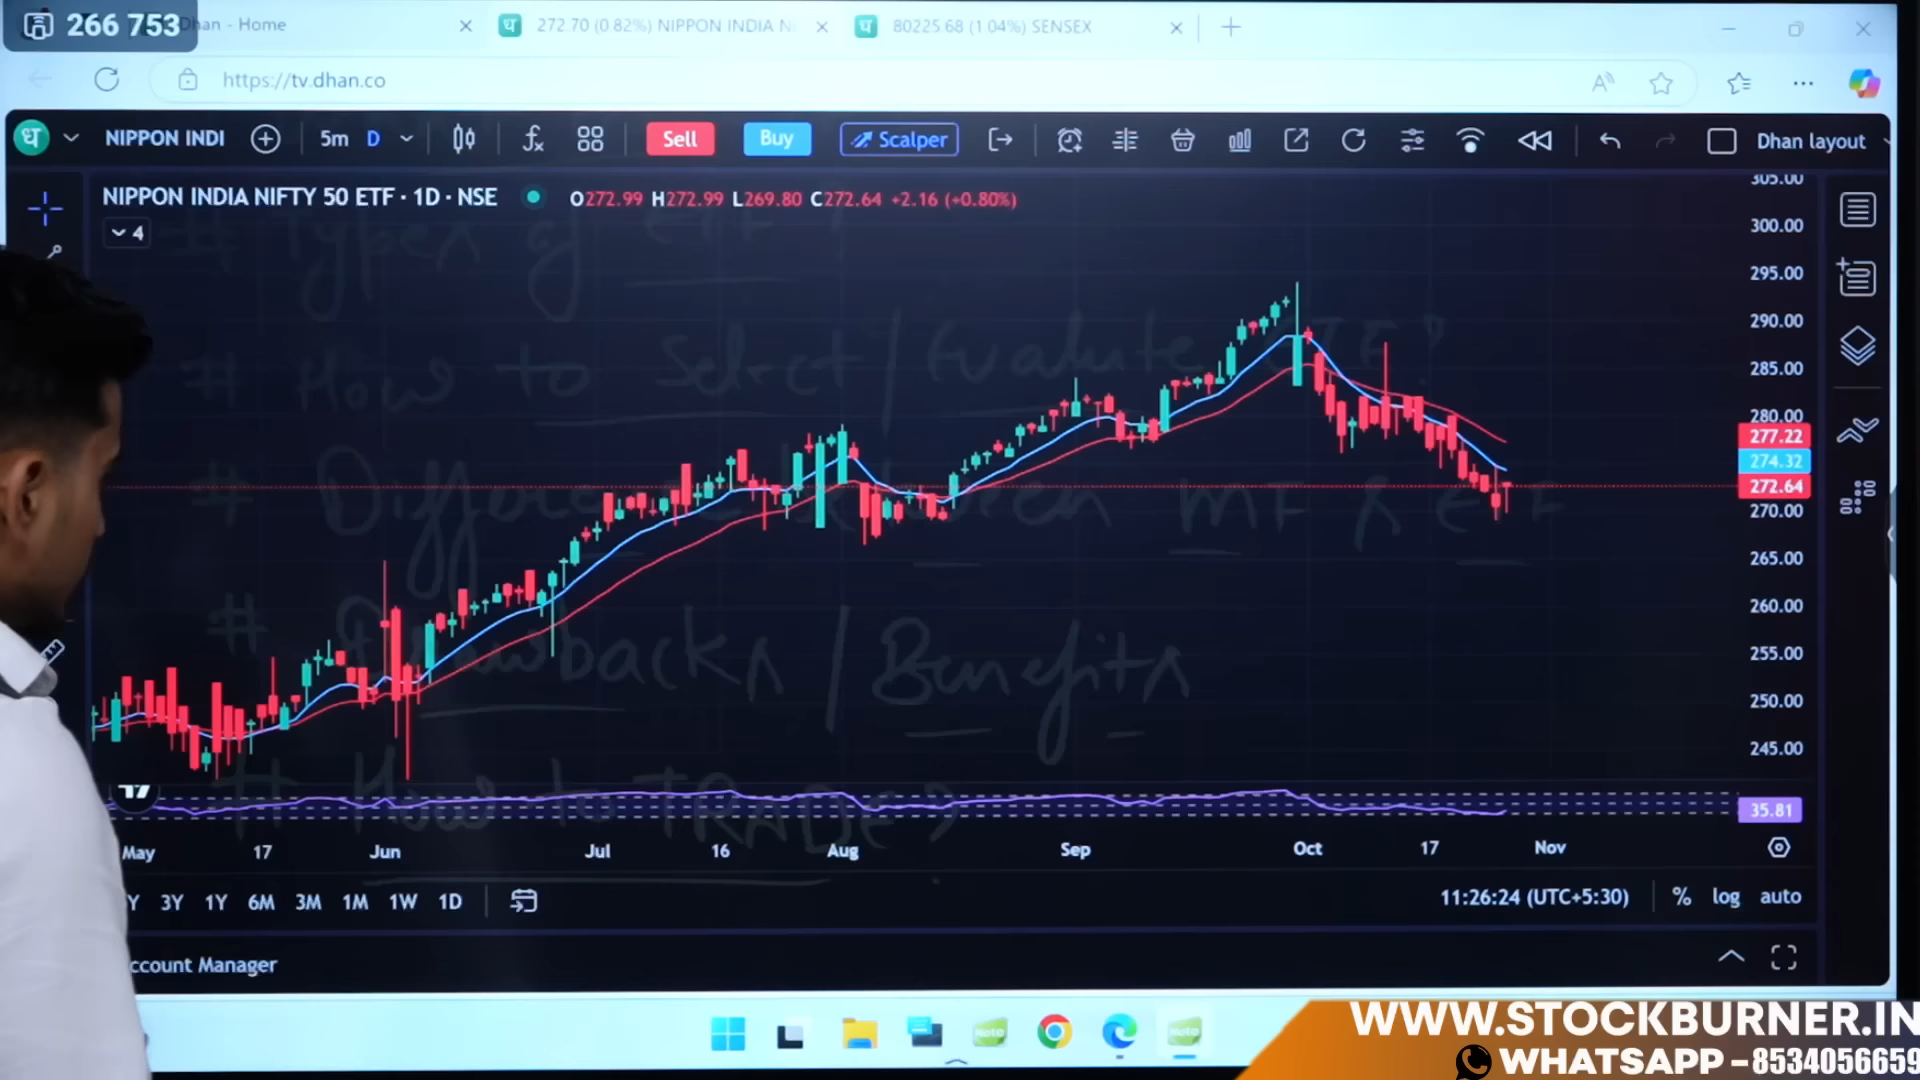 266 753
Dhan - Home
272.70 (0.82%) NIPPON INDIA N
80225.68 (1.04%) SENSEX
https://tv.dhan.co
ध NIPPON INDI 5m D Sell Buy Scalper Dhan layout
NIPPON INDIA NIFTY 50 ETF · 1D · NSE O272.99 H272.99 L269.80 C272.64 +2.16 (+0.80%)
4
# Types of ETF?
# How to Select / Evaluate ETF?
# Difference between MF & ETF
# Drawbacks / Benefits
# How to TRADE?
305.00
300.00
295.00
290.00
285.00
280.00
277.22
274.32
272.64
270.00
265.00
260.00
255.00
250.00
245.00
35.81
May 17 Jun Jul 16 Aug Sep Oct 17 Nov
Y 3Y 1Y 6M 3M 1M 1W 1D 11:26:24 (UTC+5:30) % log auto
ccount Manager
WWW.STOCKBURNER.IN
WHATSAPP - 8534056659